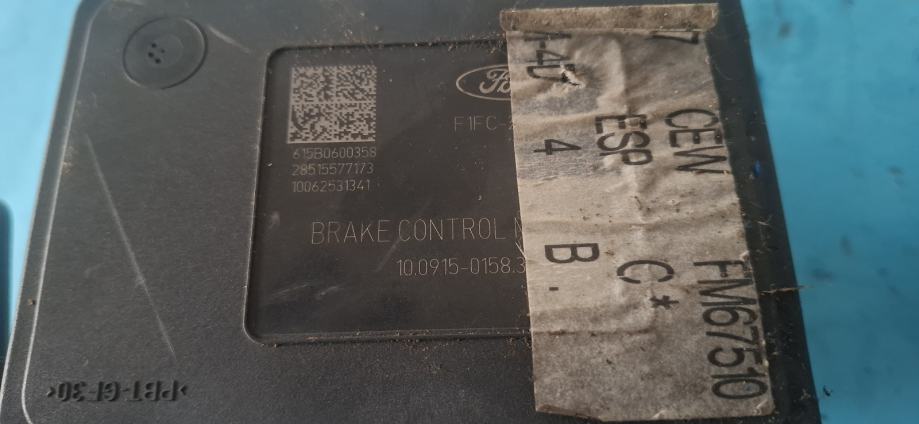 Ford
F1FC-
615B0600358
28515577173
10062531341
BRAKE CONTROL
10.0915-0158.3
>PBT-GF30<
FM67510
CEW
C*
ESP
B
4